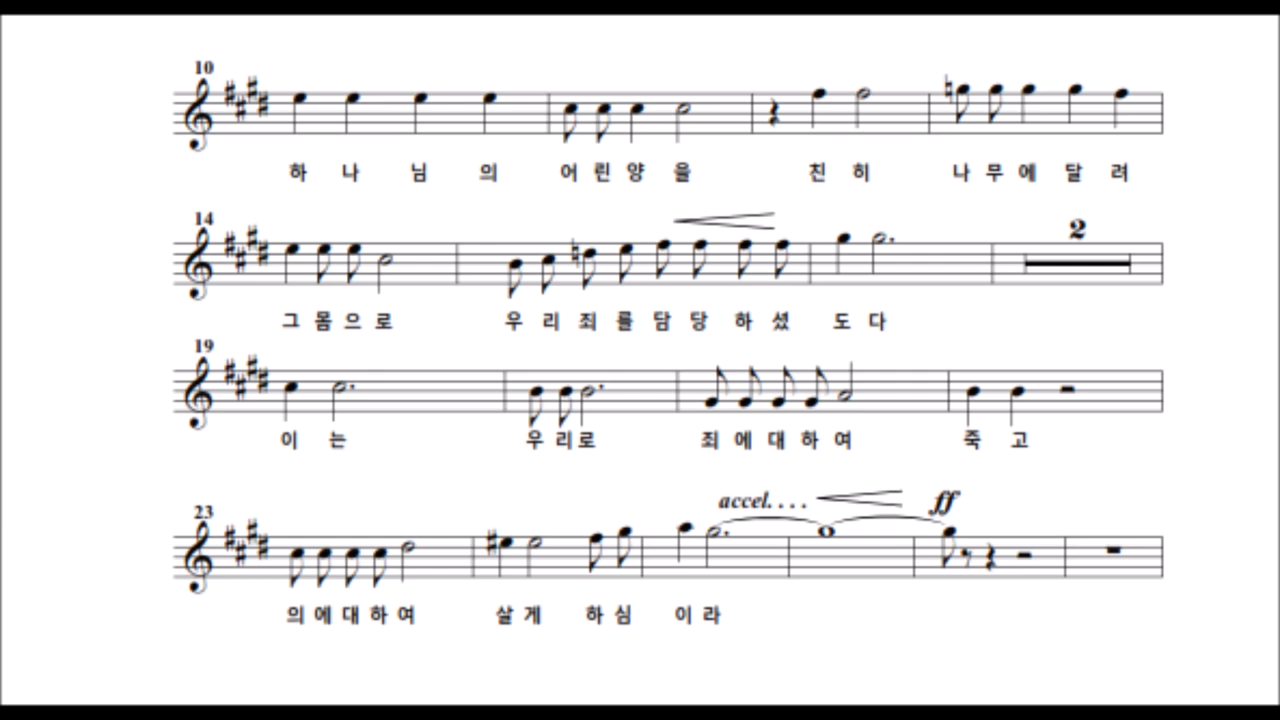 10
하 나 님 의 어 린 양 을 친 히 나 무 에 달 려
14
2
그 몸 으 로 우 리 죄 를 담 당 하 셨 도 다
19
이 는 우 리 로 죄 에 대 하 여 죽 고
23
accel. . . . ff
의 에 대 하 여 살 게 하 심 이 라